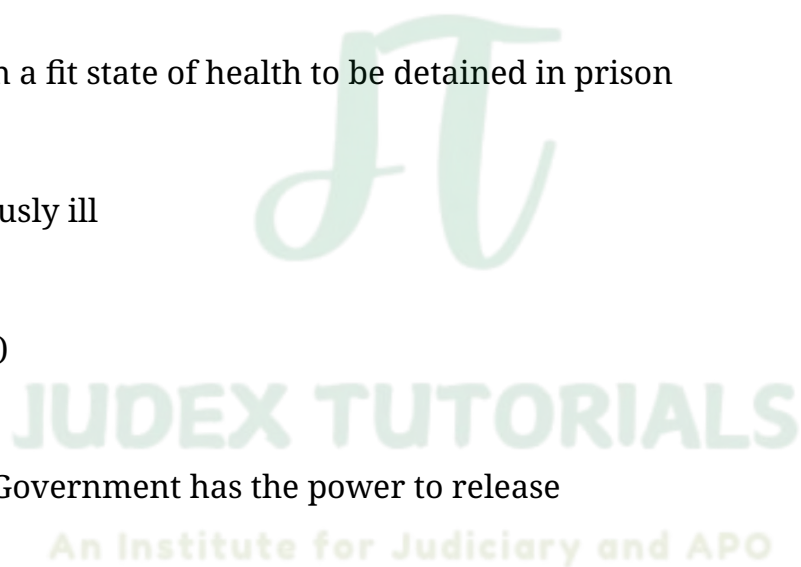 a fit state of health to be detained in prison
usly ill
)
JUDEX TUTORIALS
Government has the power to release
An Institute for Judiciary and APO